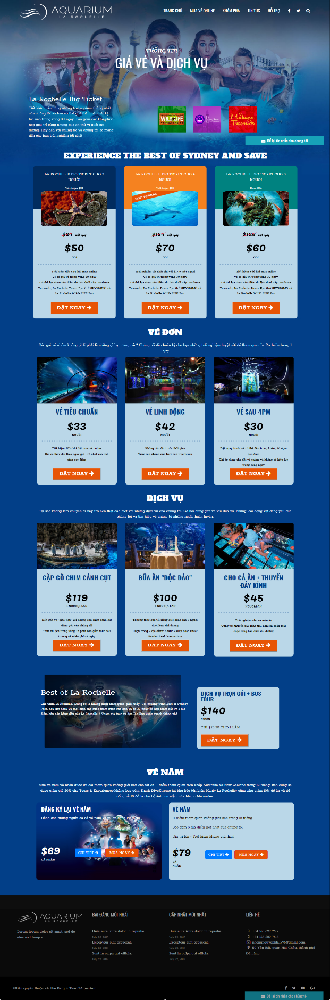 AQUARIUM
LA ROCHELLE
TRANG CHỦ
MUA VÉ ONLINE
KHÁM PHÁ
TIN TỨC
HỖ TRỢ
THÔNG TIN
GIÁ VÉ VÀ DỊCH VỤ
La Rochelle Big Ticket
Tiết kiệm tiền cùng những trải nghiệm thú vị nhất
của chúng tôi và bạn có thể ghé thăm vào bất kỳ
lúc nào trong vòng 30 ngày. Bao gồm các khu phức
hợp giải trí cùng những bữa ăn thú vị dưới đại
dương. Hãy đến với chúng tôi và chúng tôi sẽ mang
đến cho bạn trải nghiệm tốt nhất
WILD LIFE
Madame
Tussauds
Để lại tin nhắn cho chúng tôi
EXPERIENCE THE BEST OF SYDNEY AND SAVE
LA ROCHELLE BIG TICKET CHO 2
NGƯỜI
Tiết kiệm $34
$84 một ngày
$50
GÓI
Tiết kiệm đến $34 khi mua online
Vé có giá trị trong vòng 30 ngày
Có thể lựa chọn các điểm du lịch dưới đây: Madame
Tussauds, La Rochelle Tower Eye (trừ SKYWALK) và
La Rochelle WILD LIFE Zoo
ĐẶT NGAY
LA ROCHELLE BIG TICKET CHO 4
NGƯỜI
Tiết kiệm
MOST POPULAR
$154 một ngày
$70
GÓI
Trải nghiệm tốt nhất chỉ với $17.5 một người
Vé có giá trị trong vòng 30 ngày
Có thể lựa chọn các điểm du lịch dưới đây: Madame
Tussauds, La Rochelle Tower Eye (trừ SKYWALK) và
La Rochelle WILD LIFE Zoo
ĐẶT NGAY
LA ROCHELLE BIG TICKET CHO 3
NGƯỜI
Save $66
$126 một ngày
$60
GÓI
Tiết kiệm $66 khi mua online
Vé có giá trị trong vòng 30 ngày
Có thể lựa chọn các điểm du lịch dưới đây: Madame
Tussauds, La Rochelle Tower Eye (trừ SKYWALK) và
La Rochelle WILD LIFE Zoo
ĐẶT NGAY
VÉ ĐƠN
Các gói vé nhóm không phải phải là những gì bạn đang cần? Chúng tôi đã chuẩn bị cho bạn những trải nghiệm tuyệt vời để tham quan La Rochelle trong 1
ngày
VÉ TIÊU CHUẨN
$33
NGƯỜI
Tiết kiệm 20% khi đặt mua vé online
Giá có thay đổi theo ngày giờ - rẻ nhất vào thời
gian cao điểm
ĐẶT NGAY
VÉ LINH ĐỘNG
$42
NGƯỜI
Không cần đặt trước thời gian
Truy cập nhanh qua truy cập trực tuyến
ĐẶT NGAY
VÉ SAU 4PM
$30
NGƯỜI
Đặt ngày trước và có thể đến trong khẳng từ 4pm
đến 6pm
Chỉ áp dụng cho đặt vé online và không có hiệu lực
trong cùng ngày
ĐẶT NGAY
DỊCH VỤ
Tại sao không làm chuyến đi này trở nên thật đặc biệt với những dịch vụ của chúng tôi. Cơ hội đứng gần và vui đùa với những loài động vật đáng yêu của
chúng tôi và tìm hiểu về chúng từ những người huấn luyện.
GẶP GỠ CHIM CÁNH CỤT
$119
1 NGƯỜI/1 LẦN
Đến gần và "giao tiếp" với những chú chim cánh cụt
đáng yêu của chúng tôi
Tour du lịch trong vòng 75 phút bao gồm tour hậu
trường và miễn phí cả ngày
ĐẶT NGAY
BỮA ĂN "ĐỘC ĐÁO"
$100
2 NGƯỜI/1 LẦN
Thưởng thức bữa tối riêng biệt dành cho 2 người
dưới lòng đại dương
Chọn trong 2 địa điểm: Shark Valley hoặc Great
Barrier Reef Oceanarium
ĐẶT NGAY
CHO CÁ ĂN + THUYỀN
ĐÁY KÍNH
$45
NGƯỜI/LẦN
Trải nghiệm cho cá mập ăn
Cùng với thuyền đáy kính trải nghiệm chân thật
cuộc sống bên dưới đại dương
ĐẶT NGAY
Best of La Rochelle
Ghé thăm La Rochelle? Đừng bỏ lỡ những điểm tham quan "phải thấy".Với chương trình Best of Sydney
Pass, hãy đặt ngày và thời gian cho cuộc tham quan của bạn và có 30 ngày để đến thăm bất kỳ 3 địa
điểm hấp dẫn hàng đầu của La Rochelle + Tham gia tour du lịch Big Bus vòng quanh thành phố
DỊCH VỤ TRỌN GÓI + BUS
TOUR
$140
NGƯỜI
CHỈ $23.30 CHO 1 LẦN
ĐẶT NGAY
VÉ NĂM
Mua vé năm và nhận được ưu đãi tham quan không giới hạn cho tất cả 11 điểm tham quan trên khắp Australia và New Zealand trong 12 tháng! Bạn cũng sẽ
được giảm giá 20% cho Tours & Experiences(không bao gồm Shark DiveXtreme tại khu bảo tồn biển Manly La Rochelle) cũng như giảm 10% đồ ăn và đồ
uống và 10 đô la cho bộ ảnh lưu niệm của Magic Memories.
ĐĂNG KÝ LẠI VÉ NĂM
Dành cho những người đã có vé năm và muốn đăng ký thêm
$69
CÁ NHÂN
CHI TIẾT
MUA NGAY
VÉ NĂM
11 điểm tham quan không giới hạn trong 12 tháng
Bao gồm 5 địa điểm hot nhất của chúng tôi
Giá trị lớn - Tiết kiệm không giới hạn!
$79
CÁ
NHÂN
CHI TIẾT
MUA NGAY
AQUARIUM
LA ROCHELLE
Lorem ipsum dolor sit amet, sed do
eiusmod tempor.
BÀI ĐĂNG MỚI NHẤT
Duis aute irure dolor in reprehe.
July 22, 2018
Excepteur sint occaecat.
July 22, 2018
Sunt in culpa qui officia.
July 22, 2018
CẬP NHẬT MỚI NHẤT
Duis aute irure dolor in reprehe.
July 22, 2018
Excepteur sint occaecat.
July 22, 2018
Sunt in culpa qui officia.
July 22, 2018
LIÊN HỆ
+84 163 629 7612
+84 163 629 7613
phongnguyenhh.1996@gmail.com
50 Yên Bái, quận Hải Châu, thành phố
Đà nẵng
©Bản quyền thuộc về The Berg + Team2Aquarium.
Để lại tin nhắn cho chúng tôi